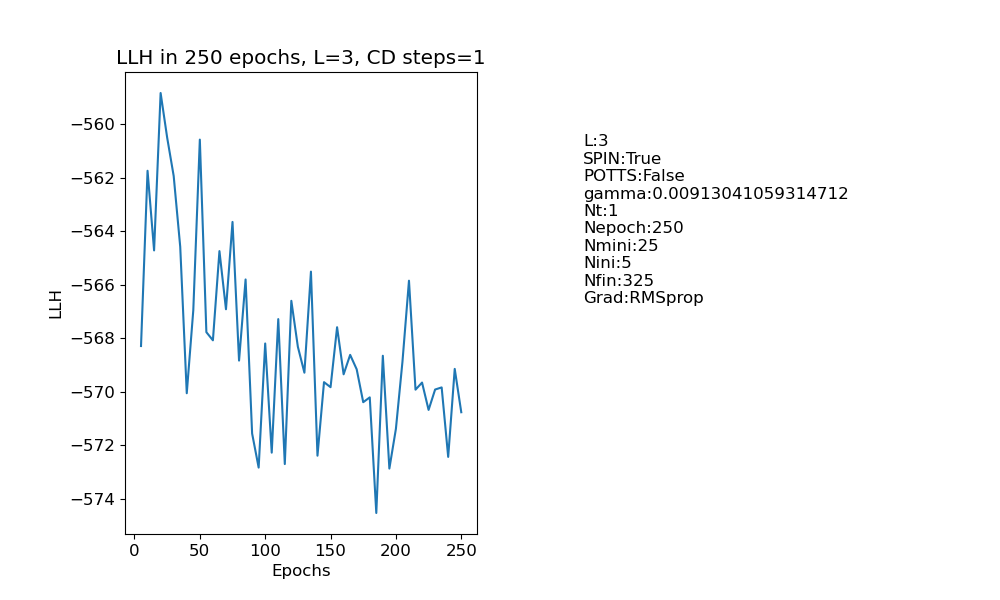 LLH in 250 epochs, L=3, CD steps=1
−560
−562
−564
−566
−568
−570
−572
−574
LLH
0 50 100 150 200 250
Epochs
L:3
SPIN:True
POTTS:False
gamma:0.00913041059314712
Nt:1
Nepoch:250
Nmini:25
Nini:5
Nfin:325
Grad:RMSprop